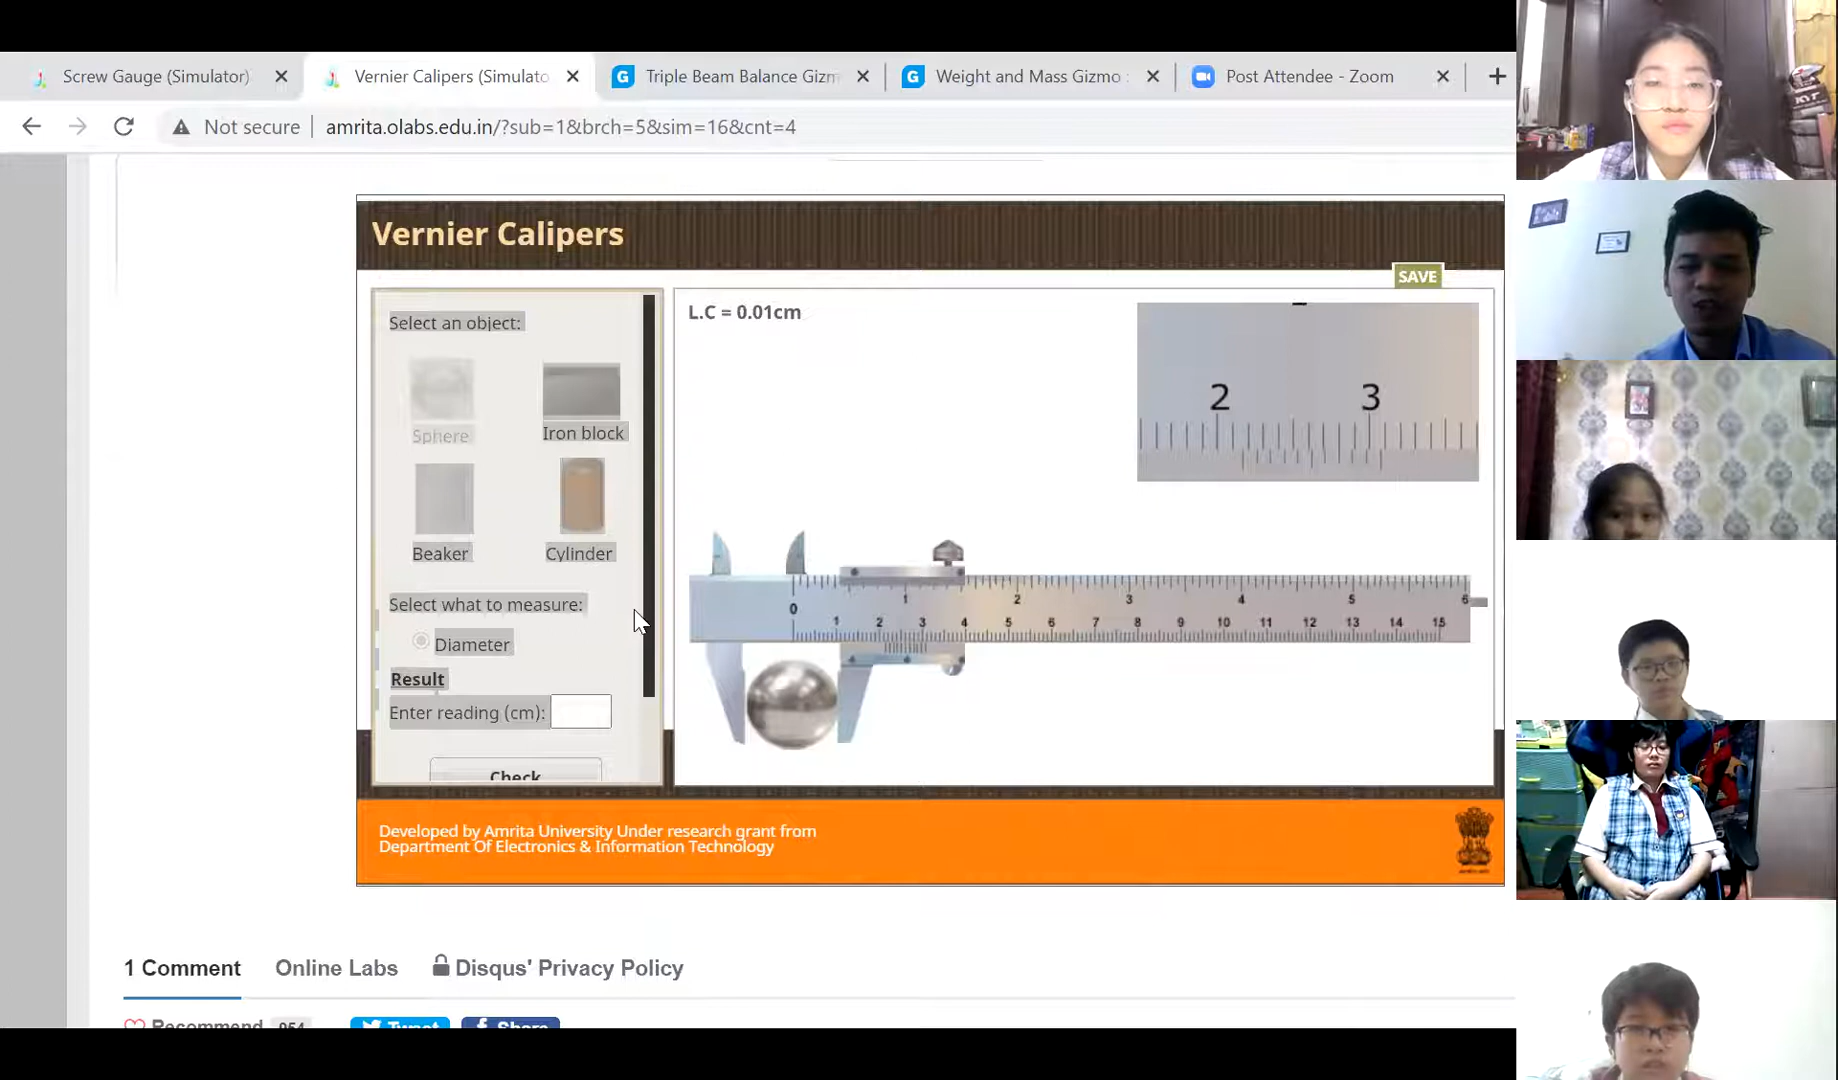 Screw Gauge (Simulator)
Vernier Calipers (Simulato
Triple Beam Balance Gizm
Weight and Mass Gizmo :
Post Attendee - Zoom
Not secure
amrita.olabs.edu.in/?sub=1&brch=5&sim=16&cnt=4
Vernier Calipers
SAVE
Select an object:
Sphere
Iron block
Beaker
Cylinder
Select what to measure:
Diameter
Result
Enter reading (cm):
Check
L.C = 0.01cm
2 3
1 2 3 4 5 6
0
1 2 3 4 5 6 7 8 9 10 11 12 13 14 15
Developed by Amrita University Under research grant from
Department Of Electronics & Information Technology
1 Comment
Online Labs
Disqus' Privacy Policy
Recommend
954
Tweet
Share